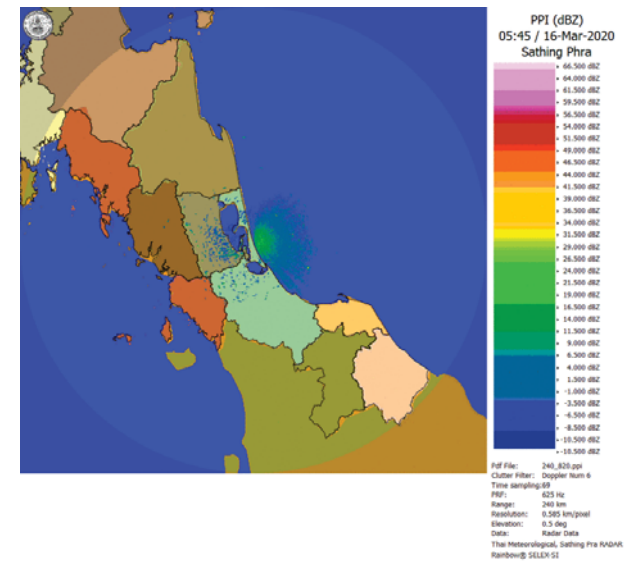 PPI (dBZ)
05:45 / 16-Mar-2020
Sathing Phra
66.500 dBZ
64.000 dBZ
61.500 dBZ
59.500 dBZ
56.500 dBZ
54.000 dBZ
51.500 dBZ
49.000 dBZ
46.500 dBZ
44.000 dBZ
41.500 dBZ
39.000 dBZ
36.500 dBZ
34.000 dBZ
31.500 dBZ
29.000 dBZ
26.500 dBZ
24.000 dBZ
21.500 dBZ
19.000 dBZ
16.500 dBZ
14.000 dBZ
11.500 dBZ
9.000 dBZ
6.500 dBZ
4.000 dBZ
1.500 dBZ
-1.000 dBZ
-3.500 dBZ
-6.500 dBZ
-8.500 dBZ
-10.500 dBZ
-10.500 dBZ
Pdf File: 240_820.ppi
Clutter Filter: Doppler Num 6
Time sampling:69
PRF: 625 Hz
Range: 240 km
Resolution: 0.585 km/pixel
Elevation: 0.5 deg
Data: Radar Data
Thai Meteorological, Sathing Pra RADAR
Rainbow® SELEX-SI